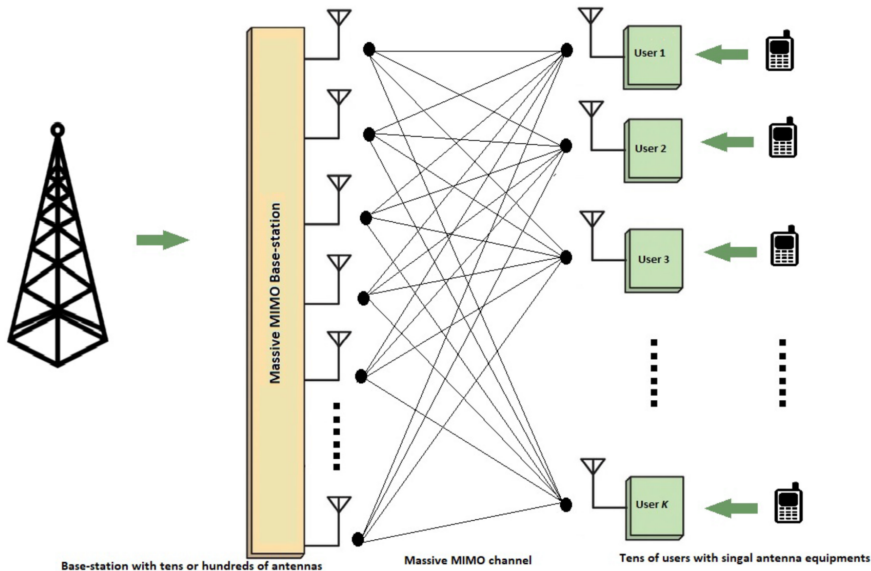 User 1
User 2
User 3
User K
Massive MIMO Base-station
Base-station with tens or hundreds of antennas
Massive MIMO channel
Tens of users with singal antenna equipments